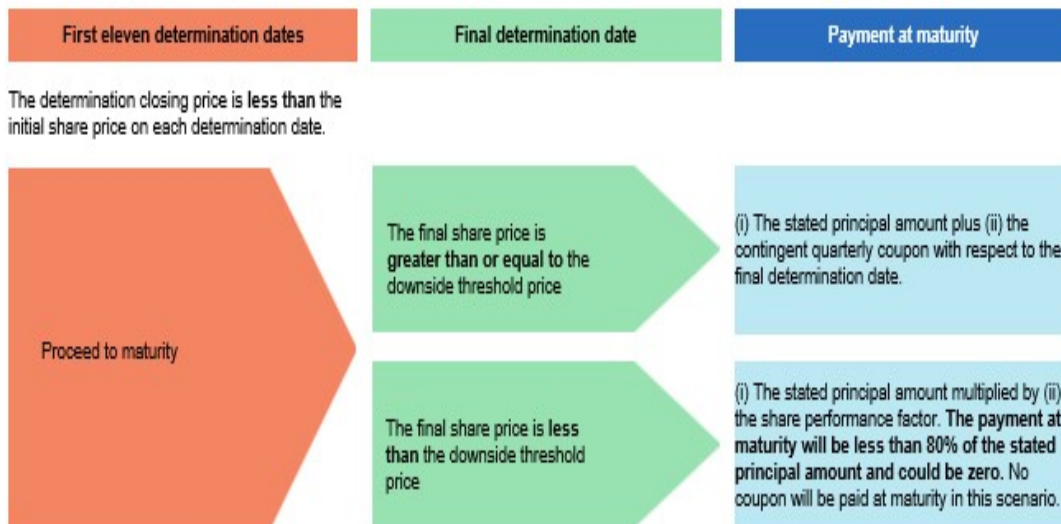 First eleven determination dates
Final determination date
Payment at maturity
The determination closing price is less than the
initial share price on each determination date.
Proceed to maturity
The final share price is
greater than or equal to the
downside threshold price
(i) The stated principal amount plus (ii) the
contingent quarterly coupon with respect to the
final determination date.
The final share price is less
than the downside threshold
price
(i) The stated principal amount multiplied by (ii)
the share performance factor. The payment at
maturity will be less than 80% of the stated
principal amount and could be zero. No
coupon will be paid at maturity in this scenario.